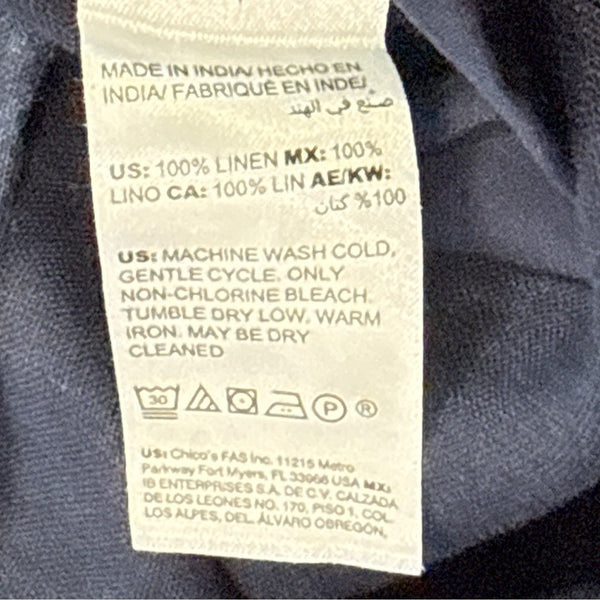 MADE IN INDIA/ HECHO EN
INDIA/ FABRIQUÉ EN INDE/
صنع في الهند
US: 100% LINEN MX: 100%
LINO CA: 100% LIN AE/KW:
100% كتان
US: MACHINE WASH COLD,
GENTLE CYCLE. ONLY
NON-CHLORINE BLEACH.
TUMBLE DRY LOW. WARM
IRON. MAY BE DRY
CLEANED
30 P ®
US: Chico's FAS Inc. 11215 Metro
Parkway Fort Myers, FL 33966 USA MX:
IB ENTERPRISES S.A. DE C.V. CALZADA
DE LOS LEONES NO. 170, PISO 1, COL.
LOS ALPES, DEL. ÁLVARO OBREGÓN,